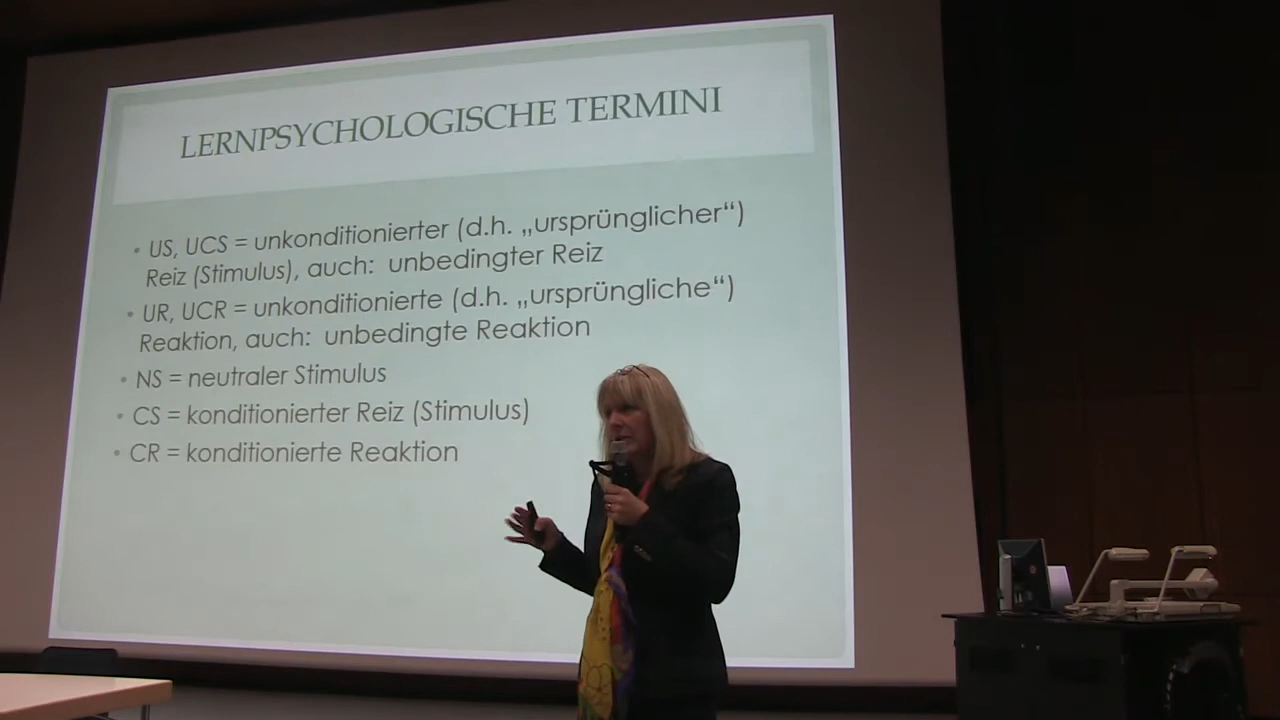 LERNPSYCHOLOGISCHE TERMINI
• US, UCS = unkonditionierter (d.h. „ursprünglicher“)
Reiz (Stimulus), auch: unbedingter Reiz
• UR, UCR = unkonditionierte (d.h. „ursprüngliche“)
Reaktion, auch: unbedingte Reaktion
• NS = neutraler Stimulus
• CS = konditionierter Reiz (Stimulus)
• CR = konditionierte Reaktion